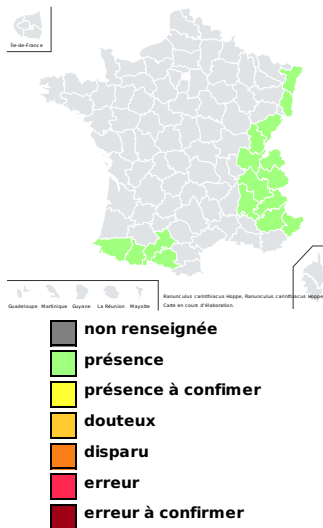 Île-de-France
Guadeloupe Martinique Guyane La Réunion Mayotte
Ranunculus carinthiacus Hoppe, Ranunculus carinthiacus Hoppe
Carte en cours d'élaboration.
non renseignée
présence
présence à confimer
douteux
disparu
erreur
erreur à confirmer